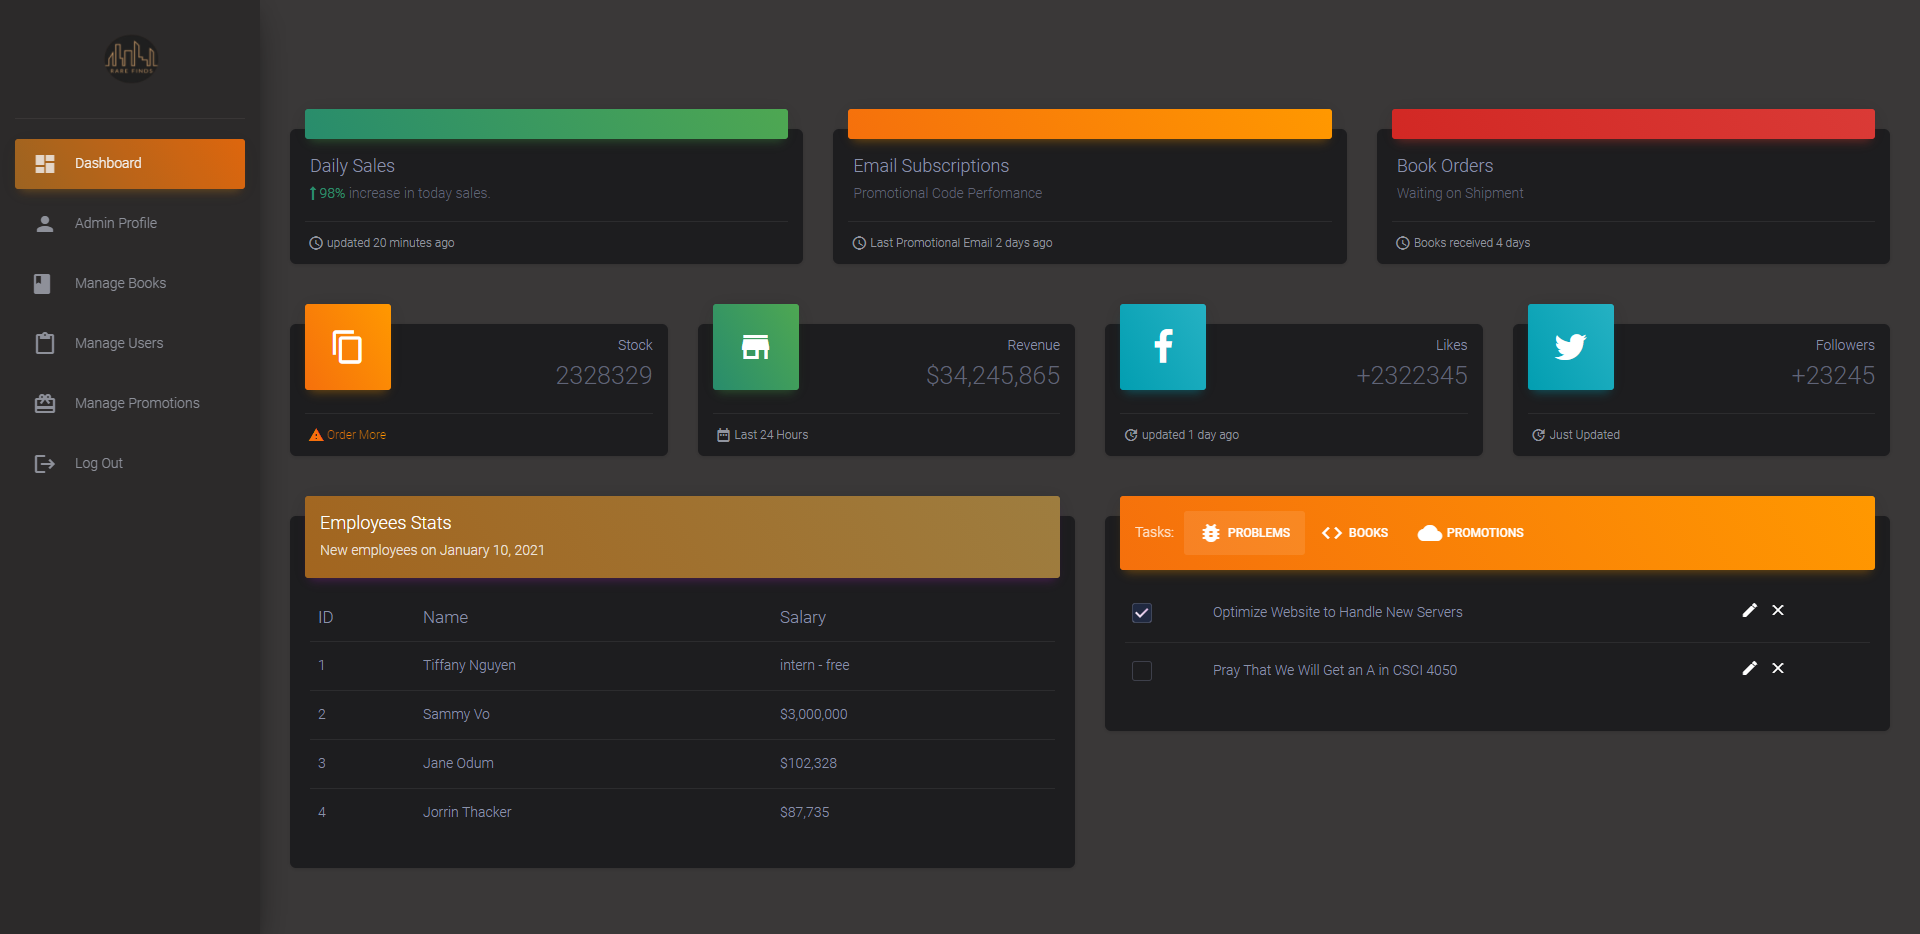 RARE FINDS
Dashboard
Admin Profile
Manage Books
Manage Users
Manage Promotions
Log Out
Daily Sales
98% increase in today sales.
updated 20 minutes ago
Email Subscriptions
Promotional Code Perfomance
Last Promotional Email 2 days ago
Book Orders
Waiting on Shipment
Books received 4 days
Stock
2328329
Order More
Revenue
$34,245,865
Last 24 Hours
Likes
+2322345
updated 1 day ago
Followers
+23245
Just Updated
Employees Stats
New employees on January 10, 2021
ID Name Salary
1 Tiffany Nguyen intern - free
2 Sammy Vo $3,000,000
3 Jane Odum $102,328
4 Jorrin Thacker $87,735
Tasks: PROBLEMS BOOKS PROMOTIONS
Optimize Website to Handle New Servers
Pray That We Will Get an A in CSCI 4050